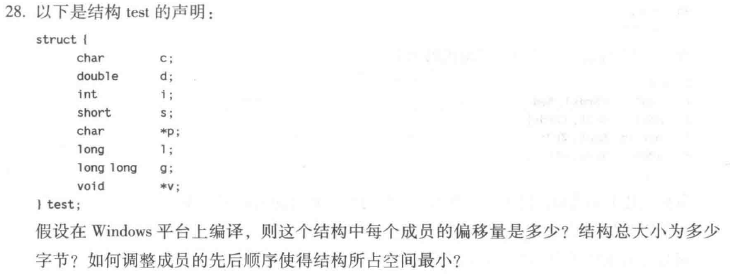 28. 以下是结构 test 的声明：
struct {
char c;
double d;
int i;
short s;
char *p;
long l;
long long g;
void *v;
} test;
假设在 Windows 平台上编译，则这个结构中每个成员的偏移量是多少？结构总大小为多少
字节？如何调整成员的先后顺序使得结构所占空间最小？